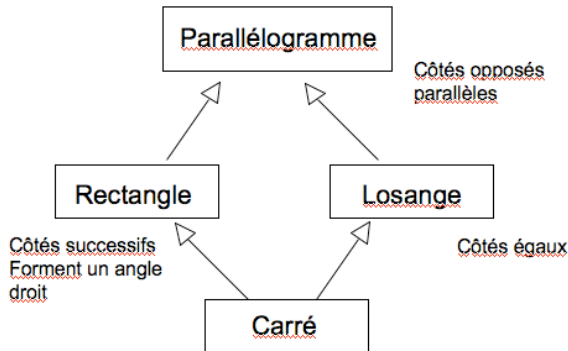 Parallélogramme
Côtés opposés
parallèles
Rectangle
Losange
Côtés successifs
Forment un angle
droit
Côtés égaux
Carré